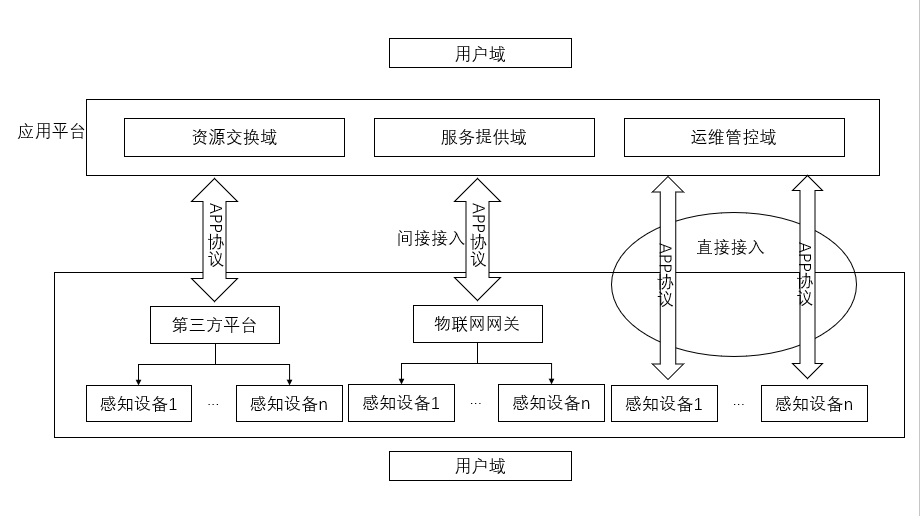 用户域
应用平台
资源交换域
服务提供域
运维管控域
APP协议
间接接入
APP协议
直接接入
APP协议
APP协议
第三方平台
物联网网关
感知设备1
...
感知设备n
感知设备1
...
感知设备n
感知设备1
...
感知设备n
用户域